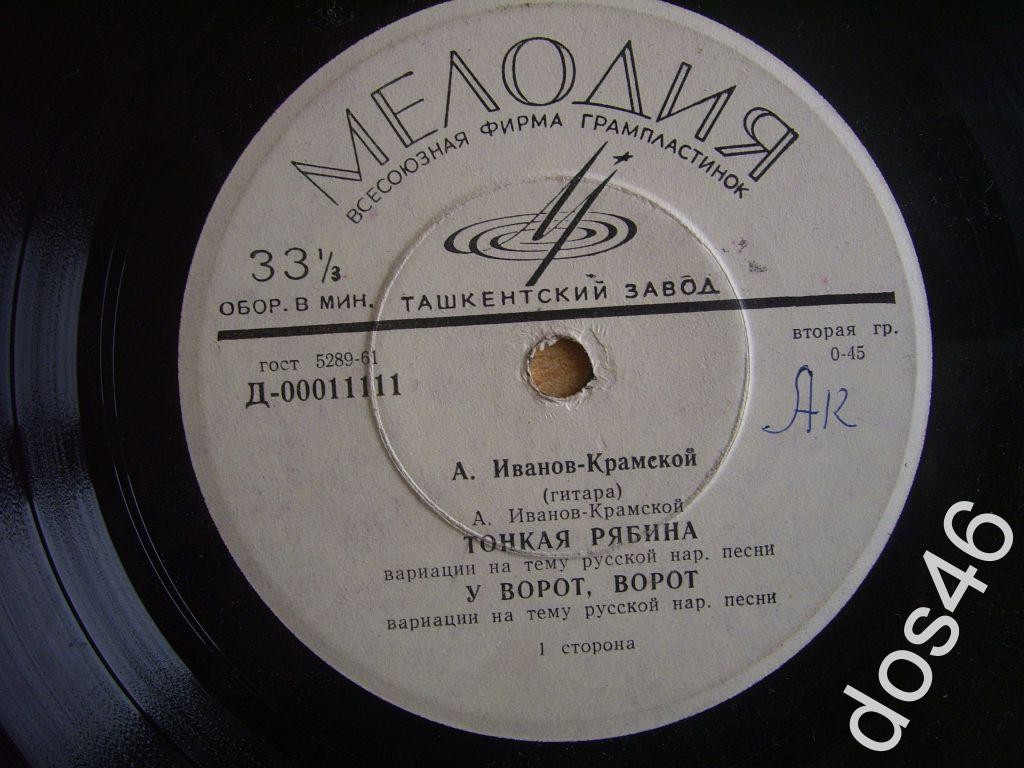 МЕЛОДИЯ
ВСЕСОЮЗНАЯ ФИРМА ГРАМПЛАСТИНОК
33 1/3
ОБОР. В МИН.
ТАШКЕНТСКИЙ ЗАВОД
гост 5289-61
Д-00011111
вторая гр.
0-45
Ак
А. Иванов-Крамской
(гитара)
А. Иванов-Крамской
ТОНКАЯ РЯБИНА
вариации на тему русской нар. песни
У ВОРОТ, ВОРОТ
вариации на тему русской нар. песни
1 сторона
dos46